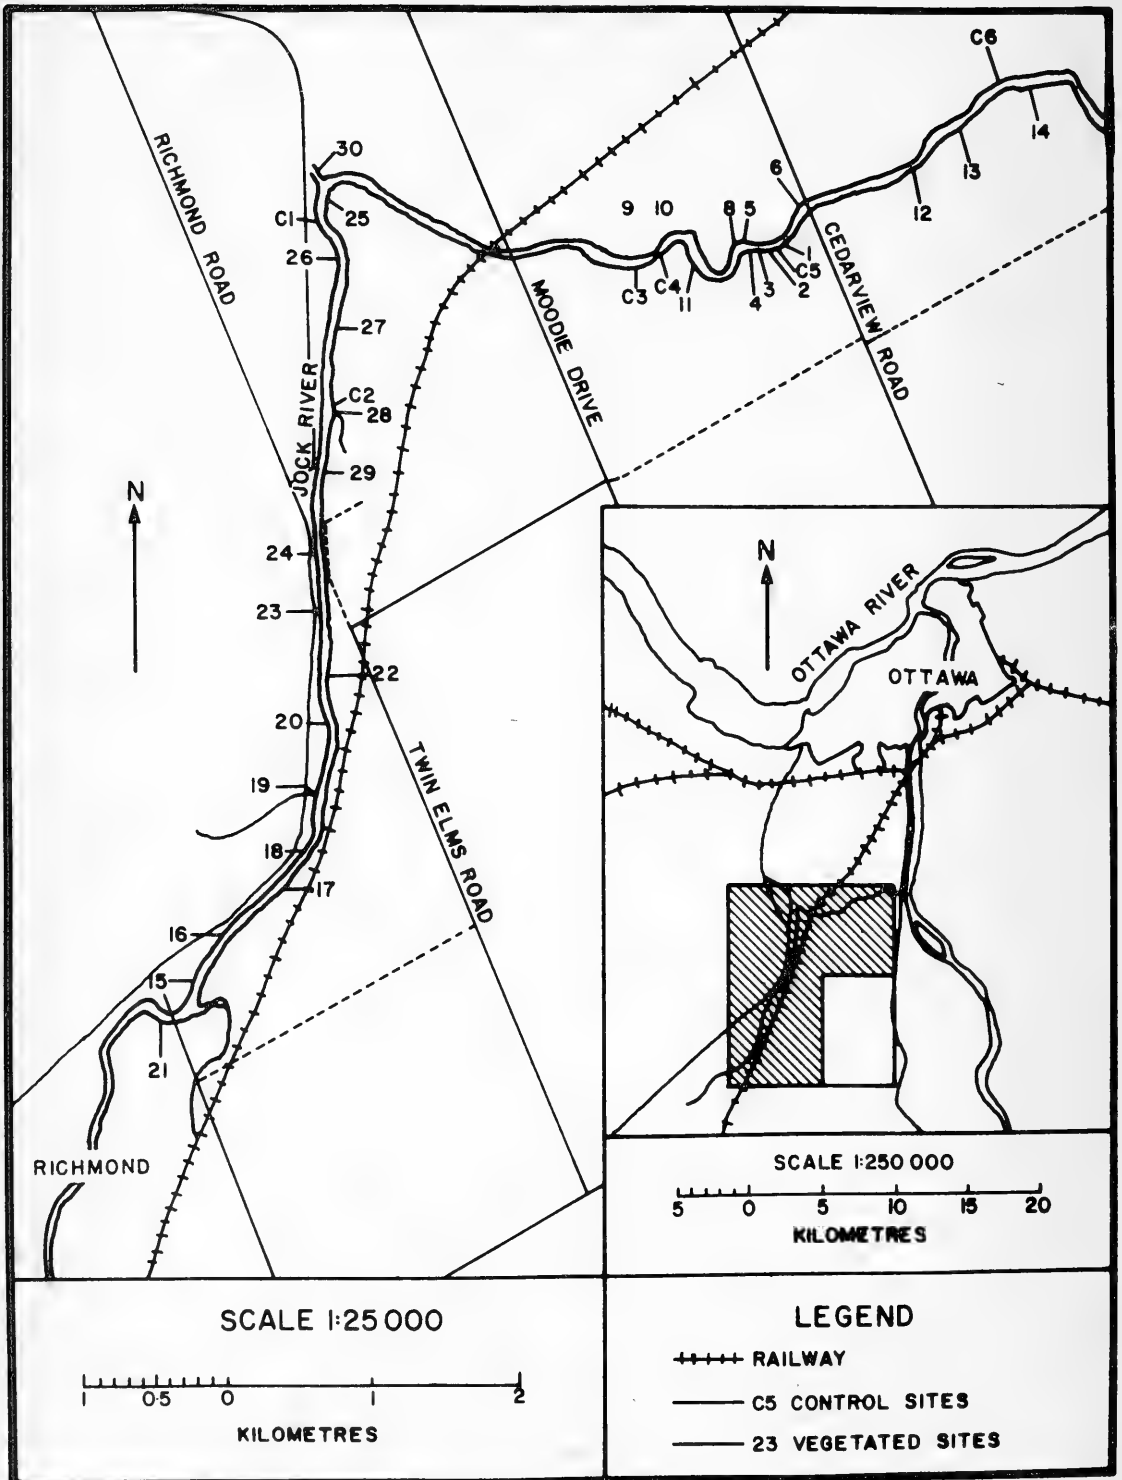 C6
14
13
12
6
30
25
C1
26
27
C2
28
29
24
23
22
20
19
18
17
16
15
21
9
10
8
5
1
C5
2
3
4
11
C4
C3
RICHMOND ROAD
JOCK RIVER
MOODIE DRIVE
CEDARVIEW ROAD
TWIN ELMS ROAD
RICHMOND
N
N
OTTAWA RIVER
OTTAWA
SCALE 1:250 000
5 0 5 10 15 20
KILOMETRES
SCALE 1:25 000
1 0·5 0 1 2
KILOMETRES
LEGEND
RAILWAY
C5 CONTROL SITES
23 VEGETATED SITES